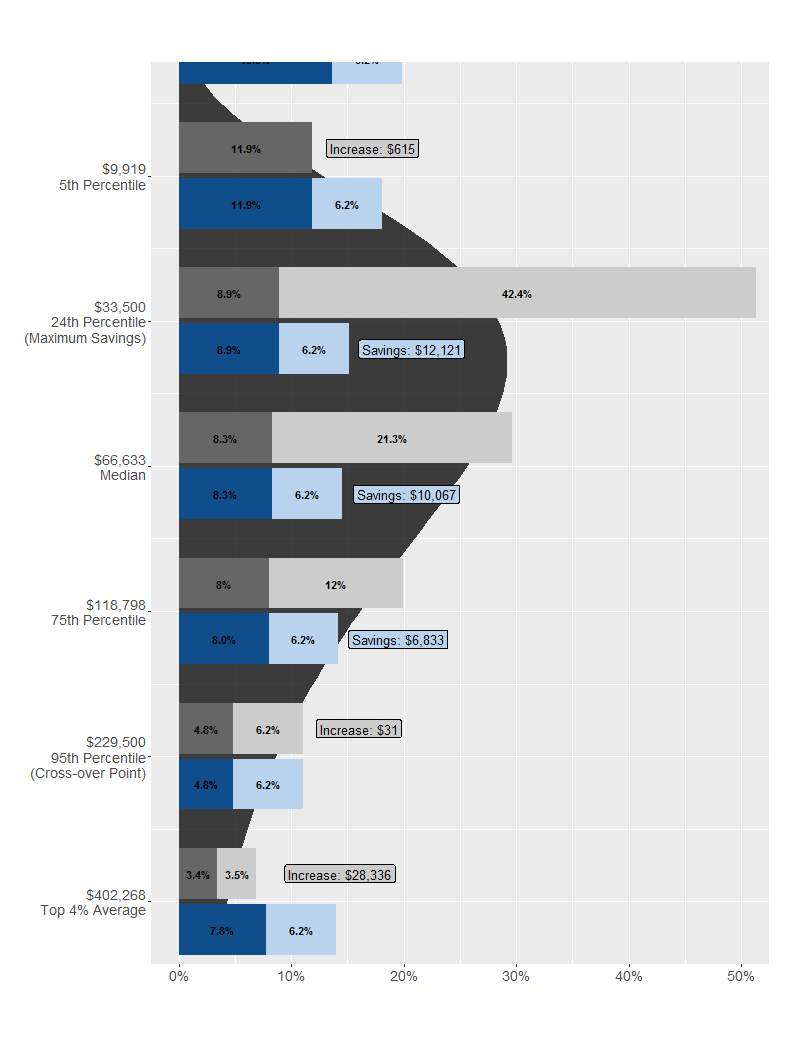 11.9%
Increase: $615
$9,919
5th Percentile
11.9%
6.2%
8.9%
42.4%
$33,500
24th Percentile
(Maximum Savings)
8.9%
6.2%
Savings: $12,121
8.3%
21.3%
$66,633
Median
8.3%
6.2%
Savings: $10,067
8%
12%
$118,798
75th Percentile
8.0%
6.2%
Savings: $6,833
4.8%
6.2%
Increase: $31
$229,500
95th Percentile
(Cross-over Point)
4.8%
6.2%
3.4%
3.5%
Increase: $28,336
$402,268
Top 4% Average
7.8%
6.2%
0%
10%
20%
30%
40%
50%